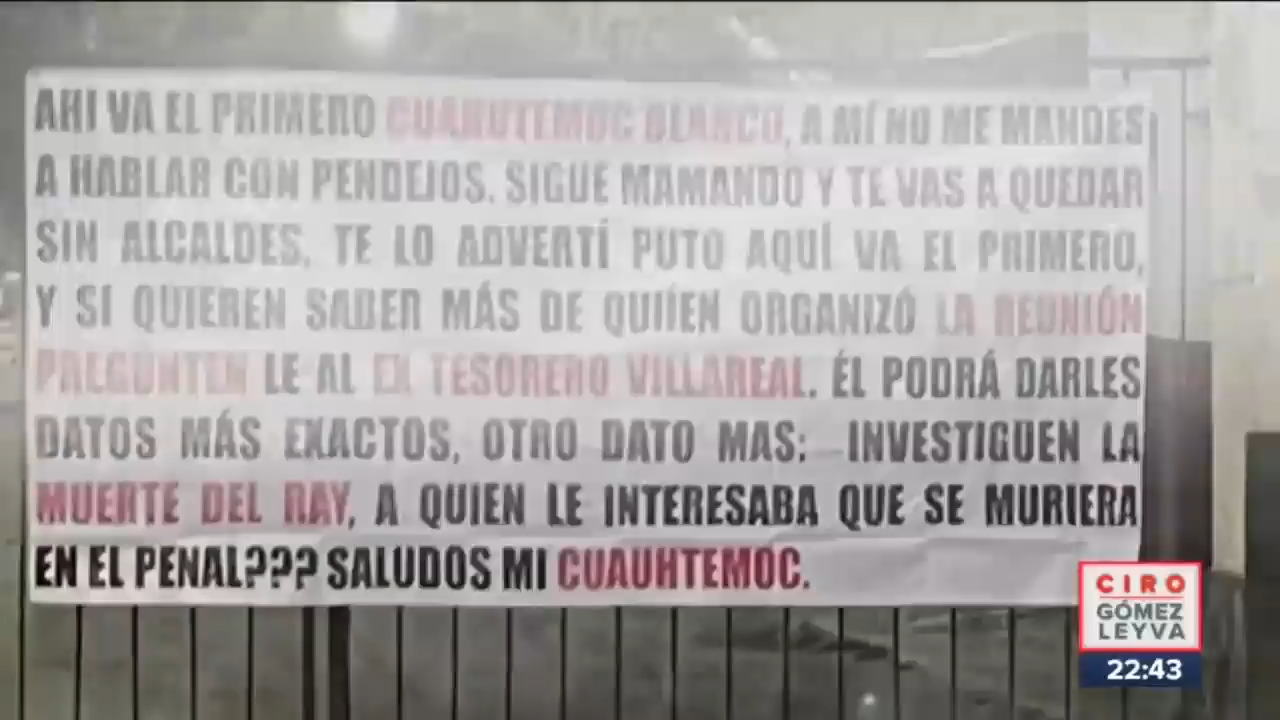 AHI VA EL PRIMERO CUAHUTEMOC BLANCO, A MÍ NO ME MANDES
A HABLAR CON PENDEJOS. SIGUE MAMANDO Y TE VAS A QUEDAR
SIN ALCALDES, TE LO ADVERTÍ PUTO AQUÍ VA EL PRIMERO,
Y SI QUIEREN SABER MÁS DE QUIÉN ORGANIZÓ LA REUNIÓN
PREGUNTEN LE AL EX TESORERO VILLAREAL. ÉL PODRÁ DARLES
DATOS MÁS EXACTOS, OTRO DATO MAS: INVESTIGUEN LA
MUERTE DEL RAY, A QUIEN LE INTERESABA QUE SE MURIERA
EN EL PENAL??? SALUDOS MI CUAUHTEMOC.
CIRO
GÓMEZ
LEYVA
22:43